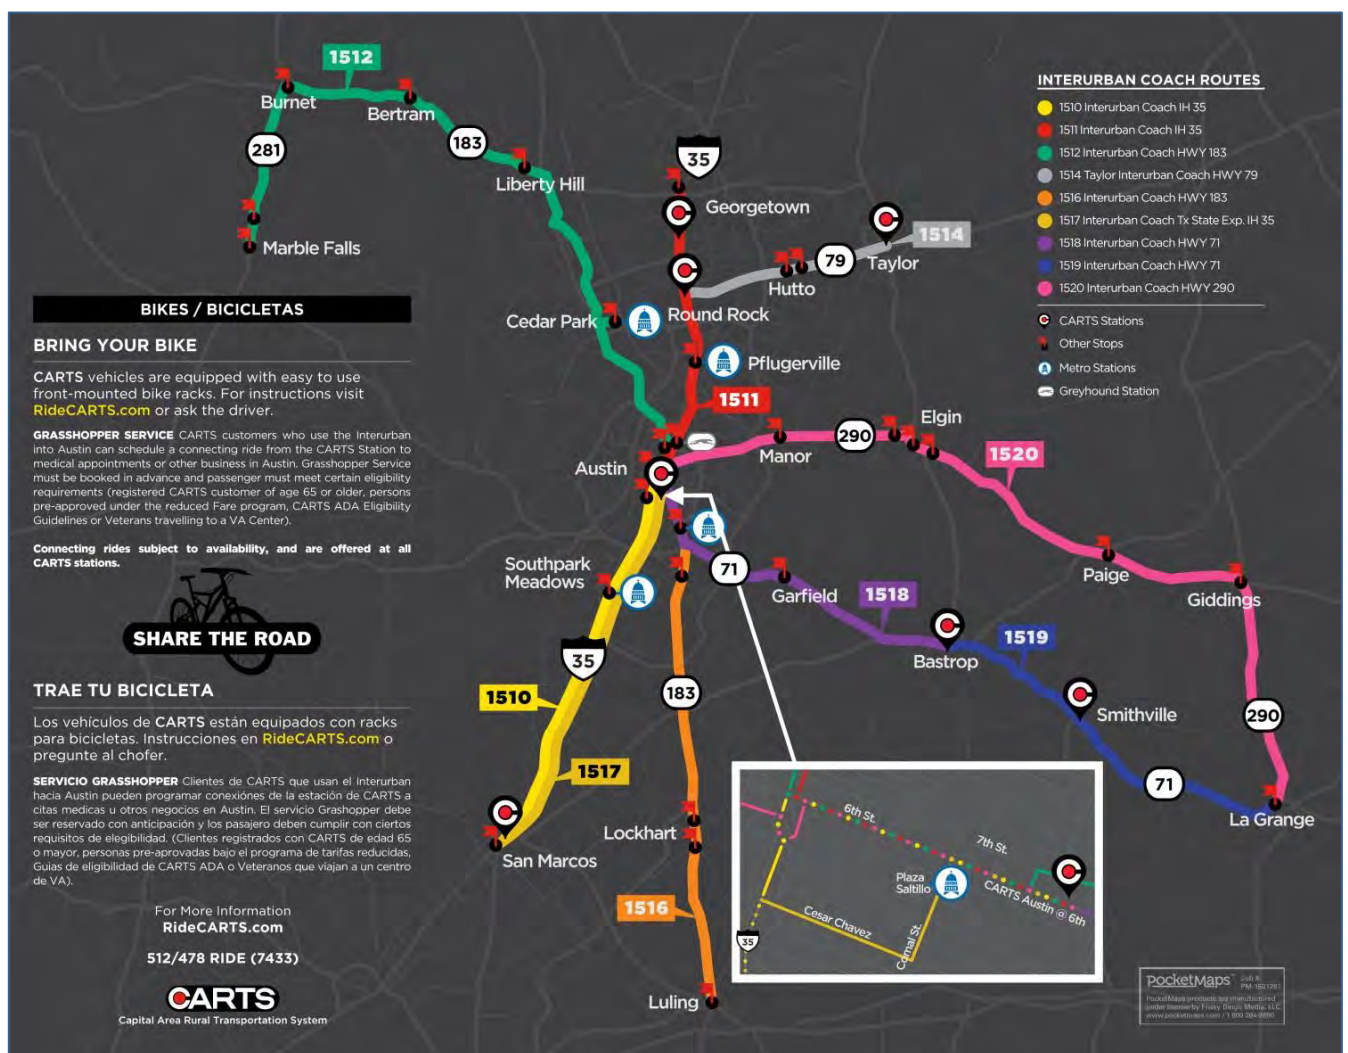 1512
Burnet
Bertram
183
281
Liberty Hill
Marble Falls
35
Georgetown
1514
79
Taylor
Hutto
Cedar Park
Round Rock
Pflugerville
1511
Elgin
290
Manor
1520
Austin
Southpark
Meadows
71
Garfield
1518
Paige
Giddings
1519
Bastrop
35
1510
183
Smithville
290
1517
71
La Grange
Lockhart
San Marcos
1516
Luling
INTERURBAN COACH ROUTES
1510 Interurban Coach IH 35
1511 Interurban Coach IH 35
1512 Interurban Coach HWY 183
1514 Taylor Interurban Coach HWY 79
1516 Interurban Coach HWY 183
1517 Interurban Coach Tx State Exp. IH 35
1518 Interurban Coach HWY 71
1519 Interurban Coach HWY 71
1520 Interurban Coach HWY 290
CARTS Stations
Other Stops
Metro Stations
Greyhound Station
BIKES / BICICLETAS
BRING YOUR BIKE
CARTS vehicles are equipped with easy to use
front-mounted bike racks. For instructions visit
RideCARTS.com or ask the driver.
GRASSHOPPER SERVICE CARTS customers who use the Interurban
into Austin can schedule a connecting ride from the CARTS Station to
medical appointments or other business in Austin. Grasshopper Service
must be booked in advance and passenger must meet certain eligibility
requirements (registered CARTS customer of age 65 or older, persons
pre-approved under the reduced Fare program, CARTS ADA Eligibility
Guidelines or Veterans travelling to a VA Center).
Connecting rides subject to availability, and are offered at all
CARTS stations.
SHARE THE ROAD
TRAE TU BICICLETA
Los vehículos de CARTS están equipados con racks
para bicicletas. Instrucciones en RideCARTS.com o
pregunte al chofer.
SERVICIO GRASSHOPPER Clientes de CARTS que usan el Interurban
hacia Austin pueden programar conexiónes de la estación de CARTS a
citas medicas u otros negocios en Austin. El servicio Grashopper debe
ser reservado con anticipación y los pasajero deben cumplir con ciertos
requisitos de elegibilidad. (Clientes registrados con CARTS de edad 65
o mayor, personas pre-aprovadas bajo el programa de tarifas reducidas,
Guias de eligibilidad de CARTS ADA o Veteranos que viajan a un centro
de VA).
For More Information
RideCARTS.com
512/478 RIDE (7433)
CARTS
Capital Area Rural Transportation System
6th St.
7th St.
Plaza
Saltillo
CARTS Austin @ 6th
Cesar Chavez
Comal St.
35
PocketMaps
Job #
PocketMaps products are manufactured